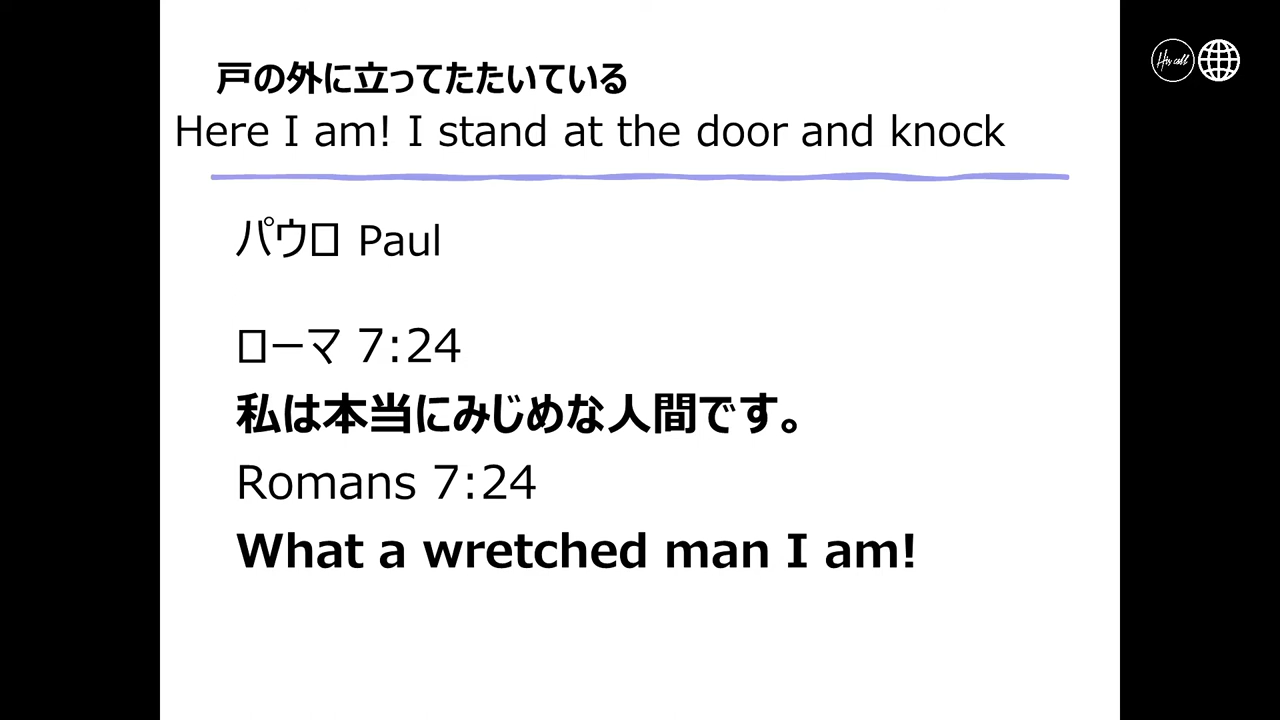 戸の外に立ってたたいている
Here I am! I stand at the door and knock
His call
パウロ Paul
ローマ 7:24
私は本当にみじめな人間です。
Romans 7:24
What a wretched man I am!